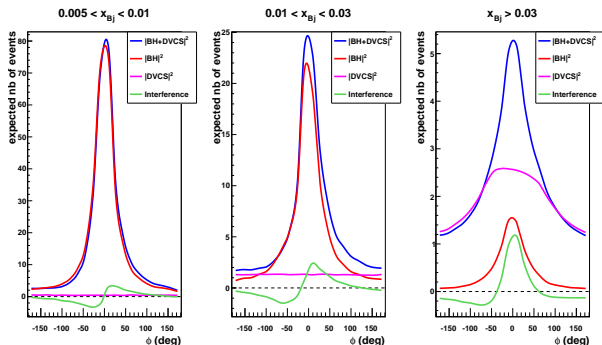 0.005 < xBj < 0.01
expected nb of events
80
70
60
50
40
30
20
10
0
|BH+DVCS|2
|BH|2
|DVCS|2
Interference
-150 -100 -50 0 50 100 150
ϕ (deg)
0.01 < xBj < 0.03
expected nb of events
25
20
15
10
5
0
|BH+DVCS|2
|BH|2
|DVCS|2
Interference
-150 -100 -50 0 50 100 150
ϕ (deg)
xBj > 0.03
expected nb of events
5
4
3
2
1
0
|BH+DVCS|2
|BH|2
|DVCS|2
Interference
-150 -100 -50 0 50 100 150
ϕ (deg)